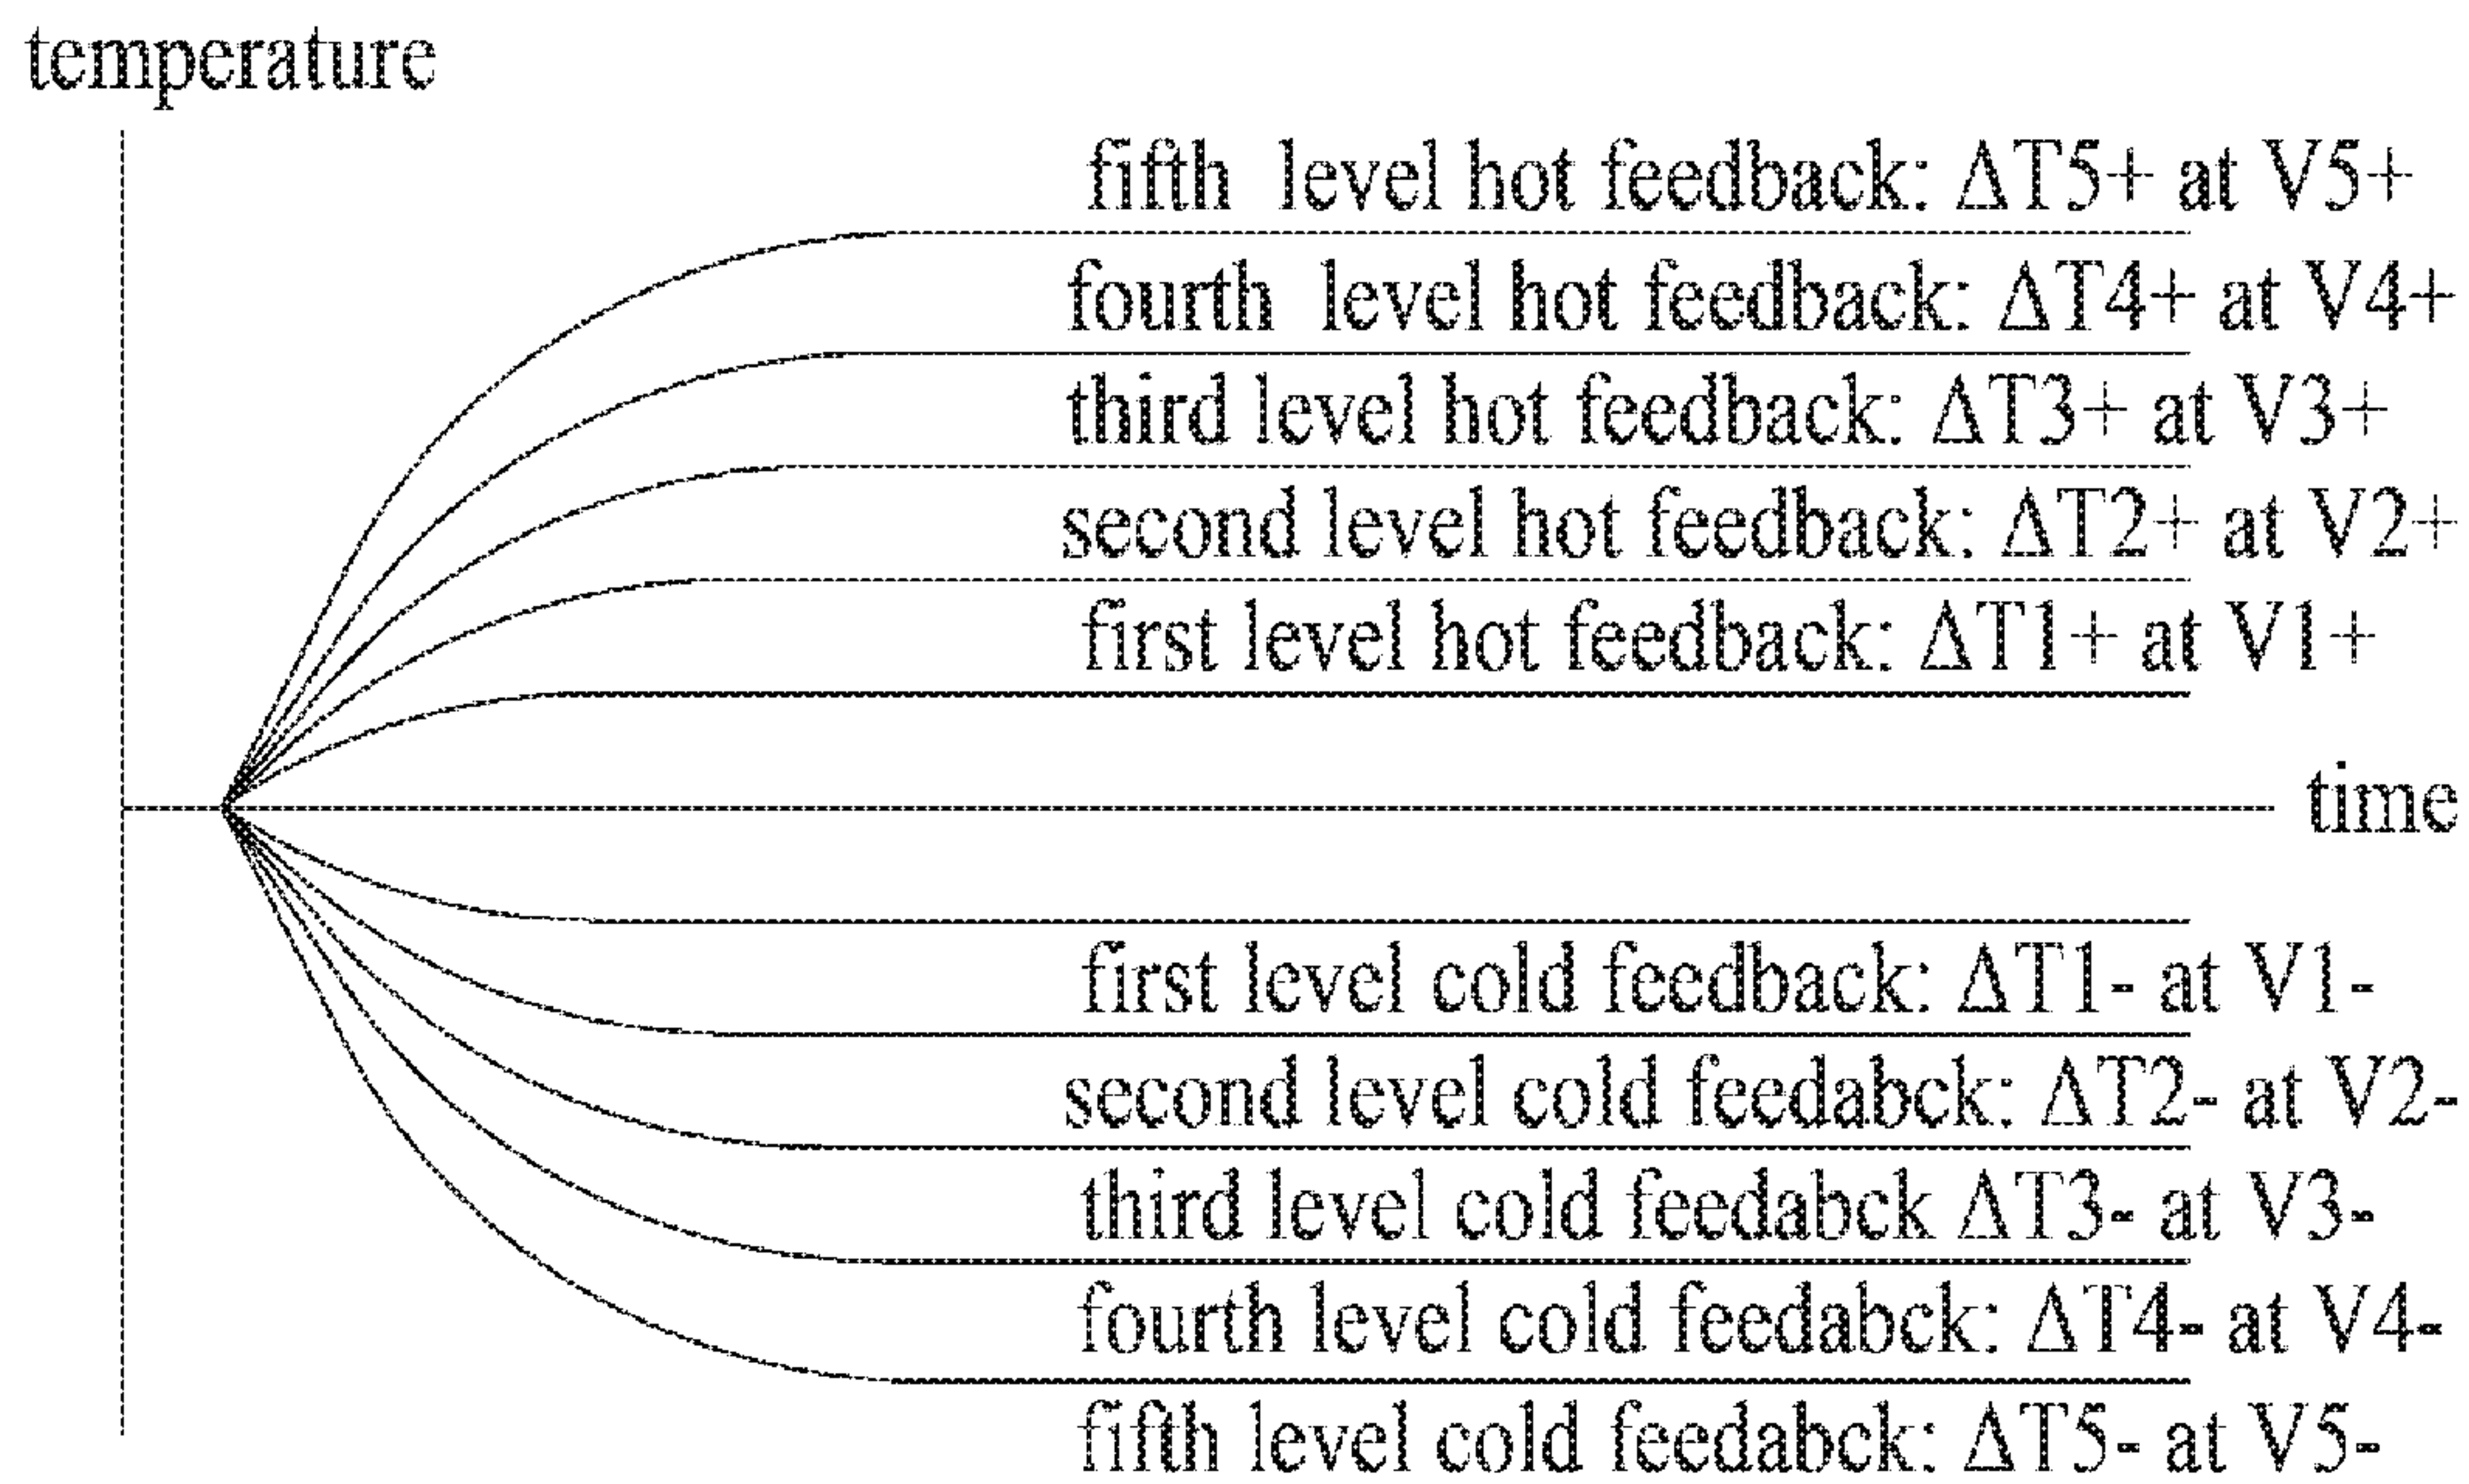 temperature
fifth level hot feedback: ΔT5+ at V5+
fourth level hot feedback: ΔT4+ at V4+
third level hot feedback: ΔT3+ at V3+
second level hot feedback: ΔT2+ at V2+
first level hot feedback: ΔT1+ at V1+
time
first level cold feedback: ΔT1- at V1-
second level cold feedabck: ΔT2- at V2-
third level cold feedabck ΔT3- at V3-
fourth level cold feedabck: ΔT4- at V4-
fifth level cold feedabck: ΔT5- at V5-